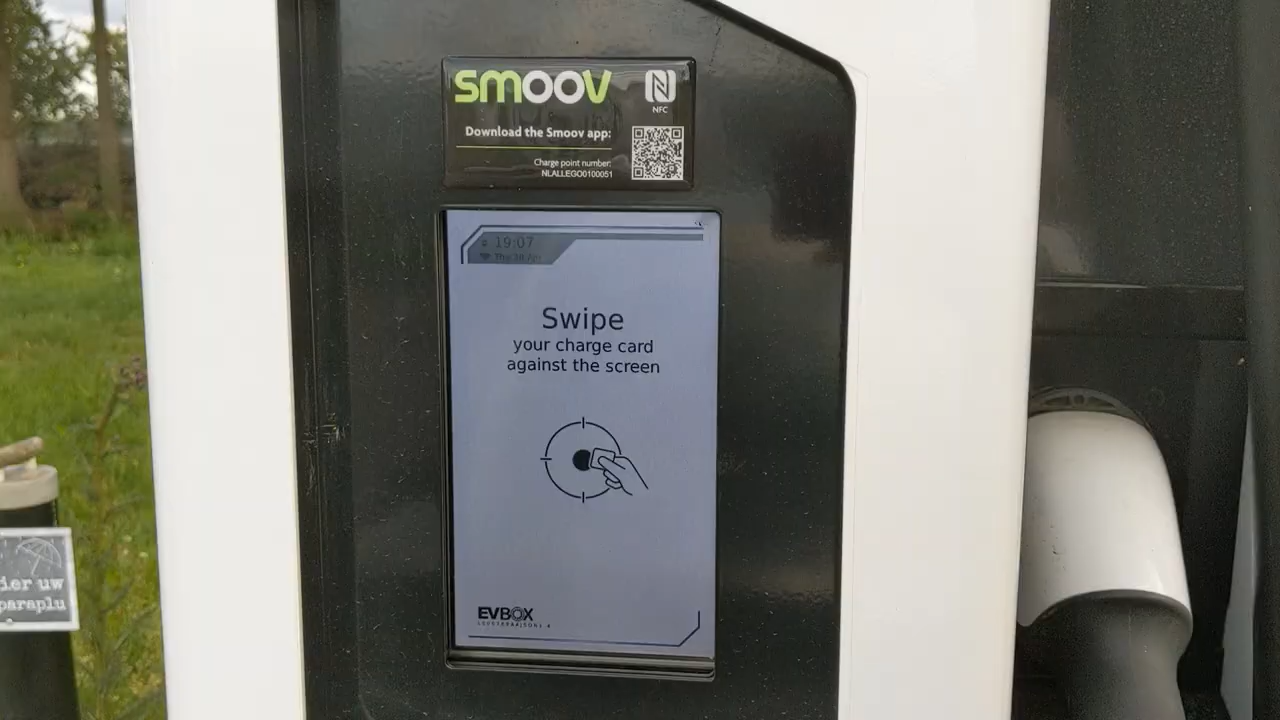 smoov
NFC
Download the Smoov app:
Charge point number:
NLALLEGO0100051
19:07
Swipe
your charge card
against the screen
EVBOX
ier uw
paraplu